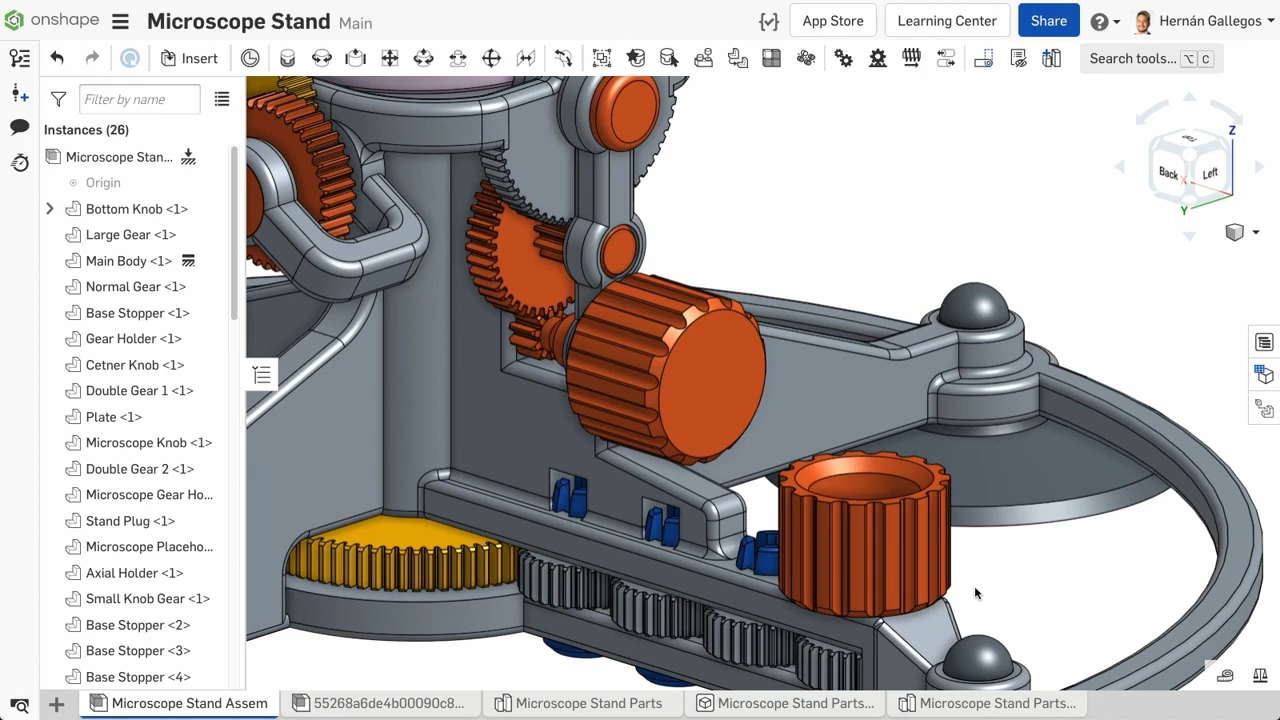 onshape Microscope Stand Main App Store Learning Center Share Hernán Gallegos
Insert Search tools... ⌥ C
Filter by name
Instances (26)
Microscope Stan...
Origin
Bottom Knob <1>
Large Gear <1>
Main Body <1>
Normal Gear <1>
Base Stopper <1>
Gear Holder <1>
Cetner Knob <1>
Double Gear 1 <1>
Plate <1>
Microscope Knob <1>
Double Gear 2 <1>
Microscope Gear Ho...
Stand Plug <1>
Microscope Placeho...
Axial Holder <1>
Small Knob Gear <1>
Base Stopper <2>
Base Stopper <3>
Base Stopper <4>
Z
Back Left
X
Y
Microscope Stand Assem 55268a6de4b00090c8... Microscope Stand Parts Microscope Stand Parts... Microscope Stand Parts...